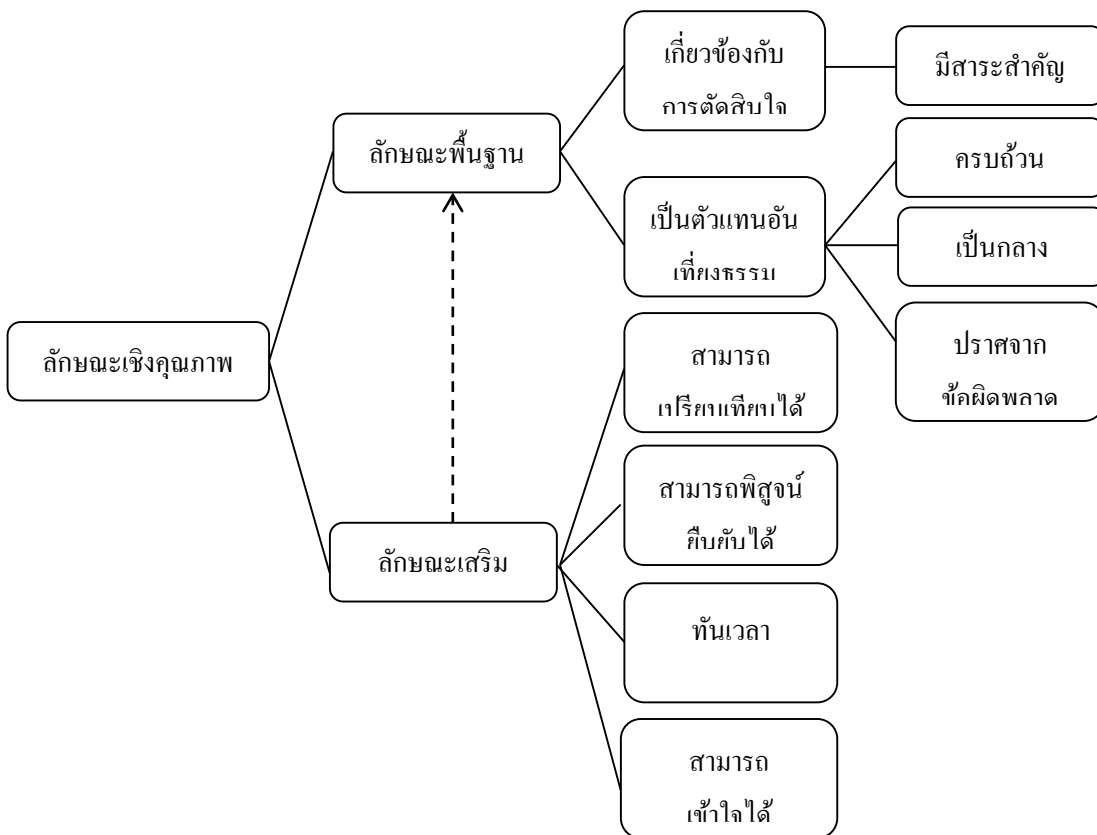 เกี่ยวข้องกับ
การตัดสินใจ
มีสาระสำคัญ
ลักษณะพื้นฐาน
ครบถ้วน
เป็นตัวแทนอัน
เที่ยงธรรม
เป็นกลาง
ปราศจาก
ข้อผิดพลาด
ลักษณะเชิงคุณภาพ
สามารถ
เปรียบเทียบได้
สามารถพิสูจน์
ยืนยันได้
ลักษณะเสริม
ทันเวลา
สามารถ
เข้าใจได้